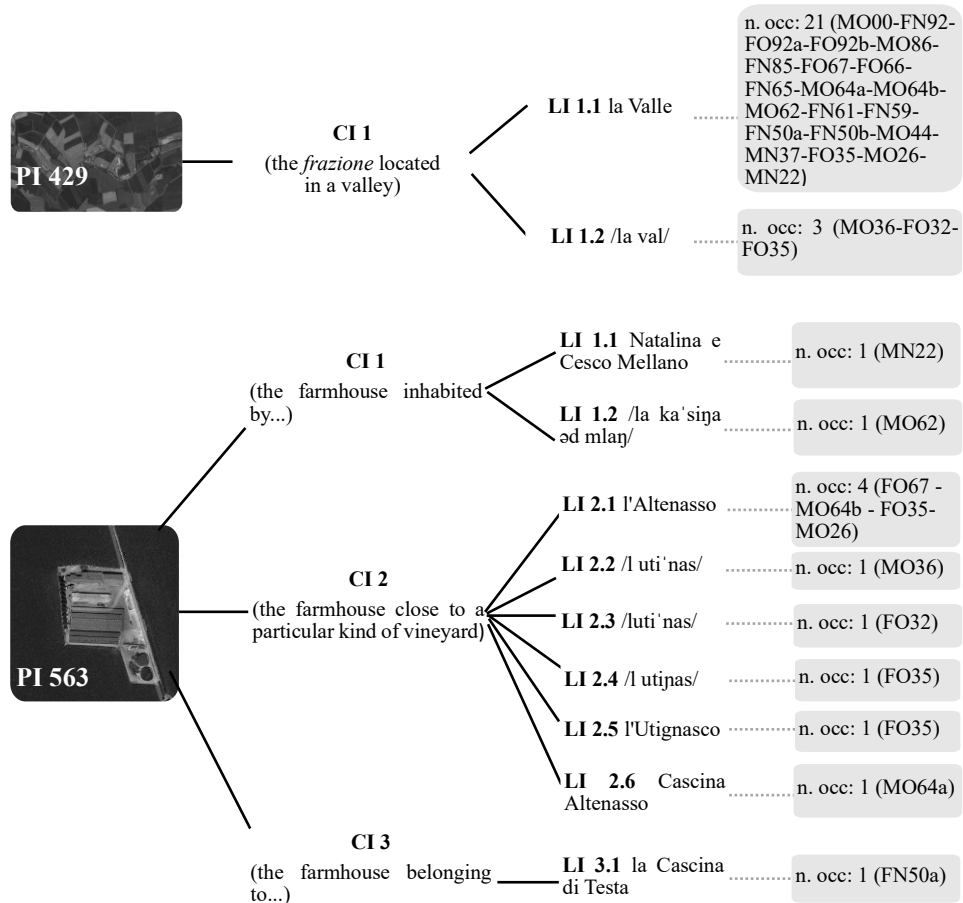 PI 429
CI 1
(the frazione located
in a valley)
LI 1.1 la Valle
n. occ: 21 (MO00-FN92-
FO92a-FO92b-MO86-
FN85-FO67-FO66-
FN65-MO64a-MO64b-
MO62-FN61-FN59-
FN50a-FN50b-MO44-
MN37-FO35-MO26-
MN22)
LI 1.2 /la val/
n. occ: 3 (MO36-FO32-
FO35)
PI 563
CI 1
(the farmhouse inhabited
by...)
LI 1.1 Natalina e
Cesco Mellano
n. occ: 1 (MN22)
LI 1.2 /la kaˈsiŋa
əd mlaŋ/
n. occ: 1 (MO62)
CI 2
(the farmhouse close to a
particular kind of vineyard)
LI 2.1 l'Altenasso
n. occ: 4 (FO67 -
MO64b - FO35-
MO26)
LI 2.2 /l utiˈnas/
n. occ: 1 (MO36)
LI 2.3 /lutiˈnas/
n. occ: 1 (FO32)
LI 2.4 /l utiɲas/
n. occ: 1 (FO35)
LI 2.5 l'Utignasco
n. occ: 1 (FO35)
LI 2.6 Cascina
Altenasso
n. occ: 1 (MO64a)
CI 3
(the farmhouse belonging
to...)
LI 3.1 la Cascina
di Testa
n. occ: 1 (FN50a)